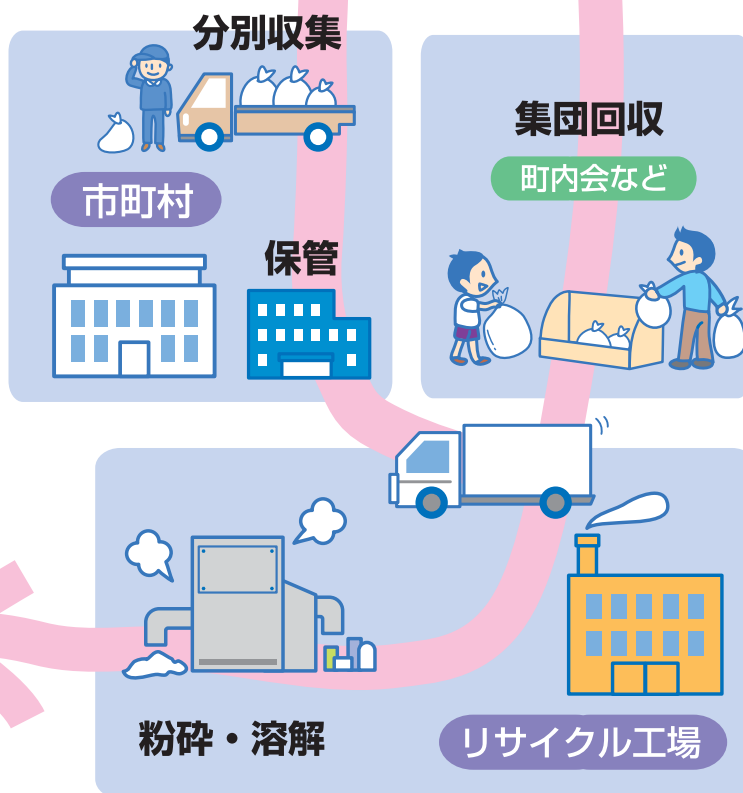 分別収集
市町村
保管
集団回収
町内会など
粉砕・溶解
リサイクル工場